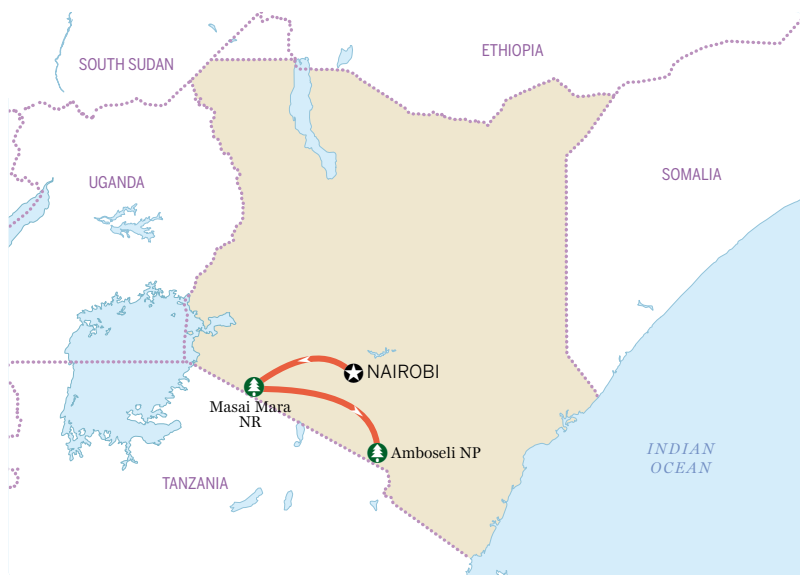 ETHIOPIA
SOUTH SUDAN
SOMALIA
UGANDA
NAIROBI
Masai Mara
NR
Amboseli NP
INDIAN
OCEAN
TANZANIA